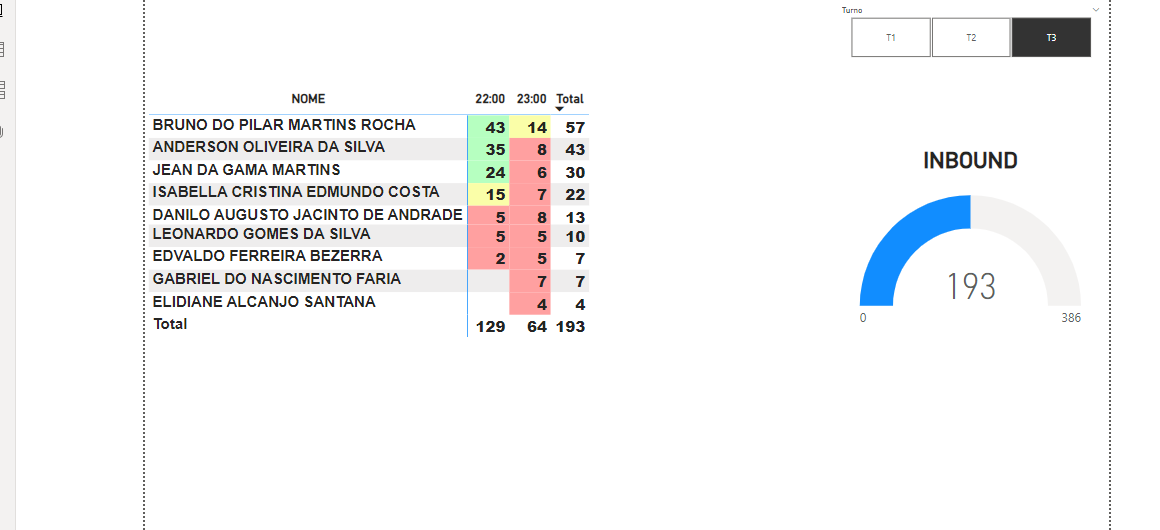 Turno
T1 T2 T3
NOME 22:00 23:00 Total
BRUNO DO PILAR MARTINS ROCHA 43 14 57
ANDERSON OLIVEIRA DA SILVA 35 8 43
JEAN DA GAMA MARTINS 24 6 30
ISABELLA CRISTINA EDMUNDO COSTA 15 7 22
DANILO AUGUSTO JACINTO DE ANDRADE 5 8 13
LEONARDO GOMES DA SILVA 5 5 10
EDVALDO FERREIRA BEZERRA 2 5 7
GABRIEL DO NASCIMENTO FARIA 7 7
ELIDIANE ALCANJO SANTANA 4 4
Total 129 64 193
INBOUND
193
0 386